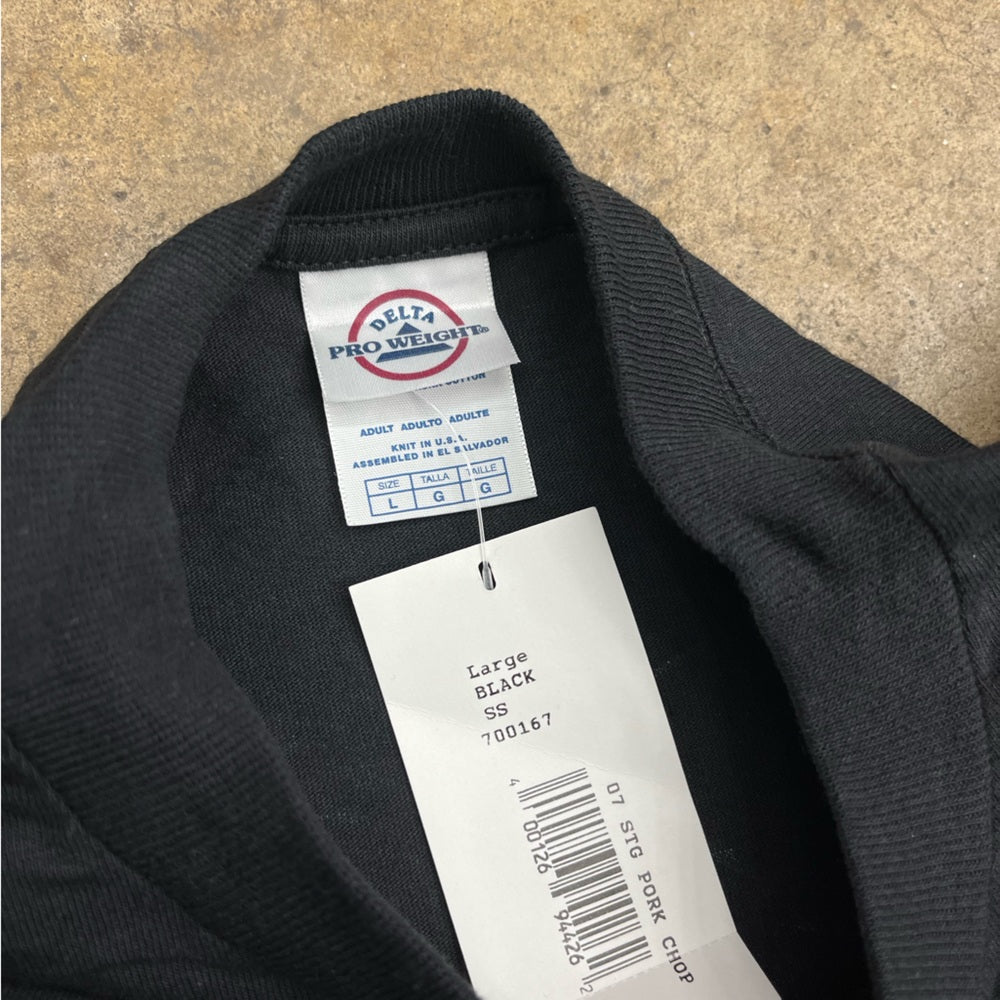 DELTA
PRO WEIGHT®
COTTON
ADULT ADULTO ADULTE
KNIT IN U.S.A.
ASSEMBLED IN EL SALVADOR
SIZE TALLA TAILLE
L G G
Large
BLACK
SS
700167
4 00126 94426 2
07 STG PORK CHOP